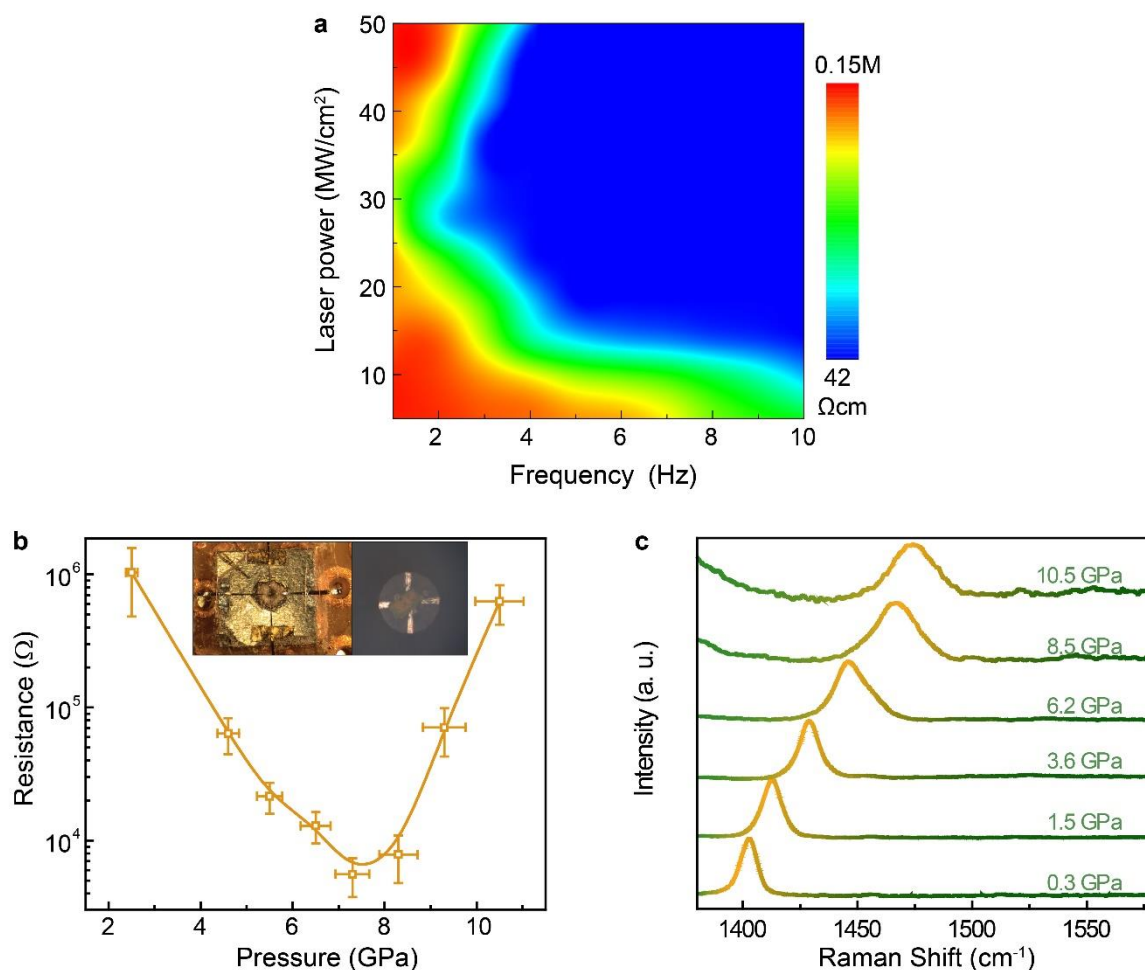 a
50
40
30
20
10
Laser power (MW/cm²)
2 4 6 8 10
Frequency (Hz)
0.15M
42
Ωcm
b
10⁶
10⁵
10⁴
Resistance (Ω)
2 4 6 8 10
Pressure (GPa)
c
Intensity (a. u.)
10.5 GPa
8.5 GPa
6.2 GPa
3.6 GPa
1.5 GPa
0.3 GPa
1400 1450 1500 1550
Raman Shift (cm⁻¹)